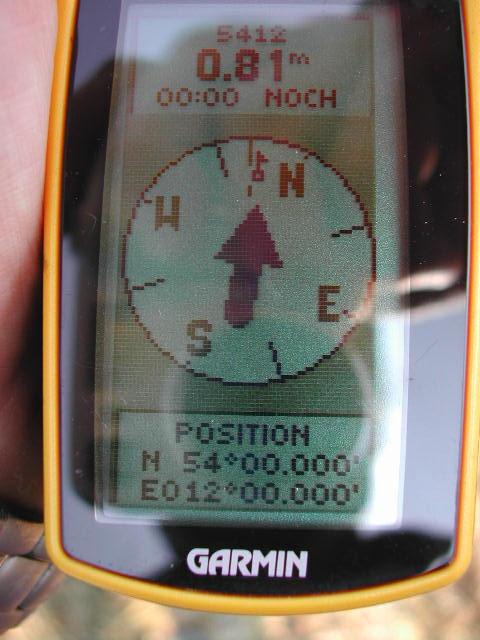 5412
0.81m
00:00 NOCH
N
W
E
S
POSITION
N 54°00.000'
E012°00.000'
GARMIN